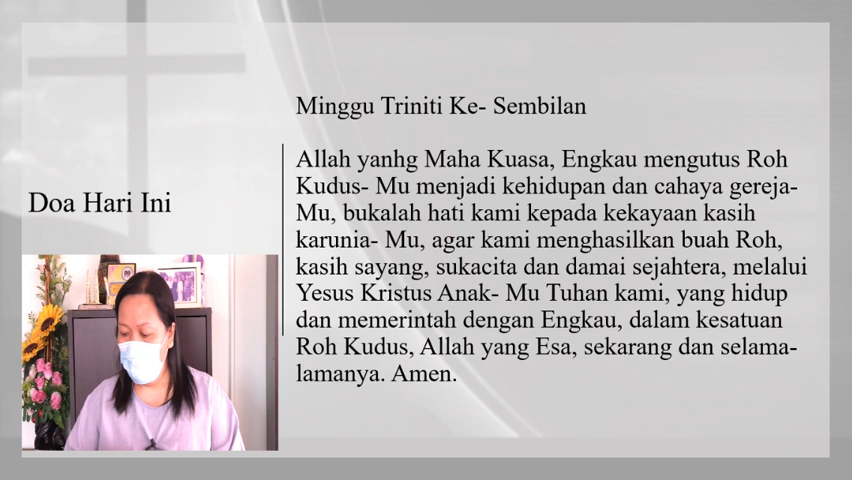 Minggu Triniti Ke- Sembilan
Doa Hari Ini
Allah yanhg Maha Kuasa, Engkau mengutus Roh
Kudus- Mu menjadi kehidupan dan cahaya gereja-
Mu, bukalah hati kami kepada kekayaan kasih
karunia- Mu, agar kami menghasilkan buah Roh,
kasih sayang, sukacita dan damai sejahtera, melalui
Yesus Kristus Anak- Mu Tuhan kami, yang hidup
dan memerintah dengan Engkau, dalam kesatuan
Roh Kudus, Allah yang Esa, sekarang dan selama-
lamanya. Amen.